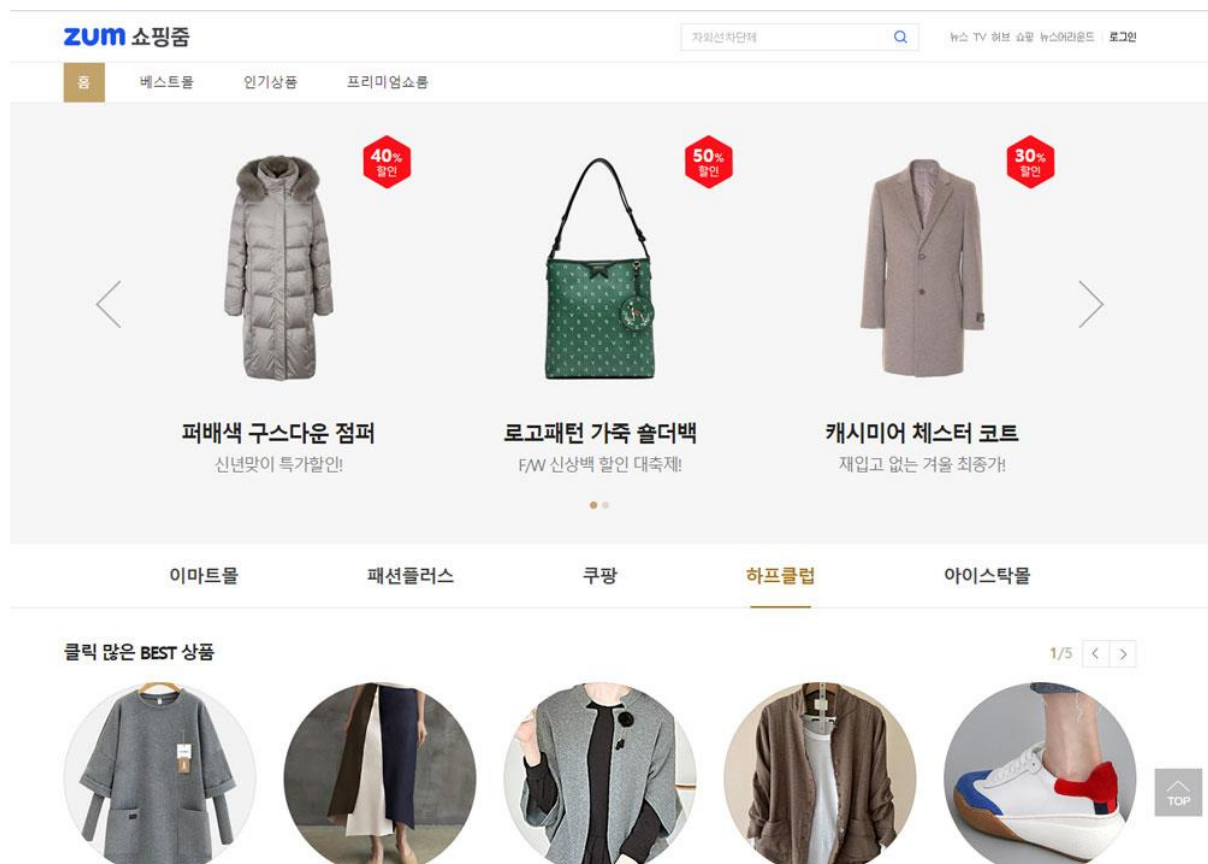 zum 쇼핑줌
자외선차단제
뉴스 TV 허브 쇼핑 뉴스어라운드 로그인
홈 베스트몰 인기상품 프리미엄쇼룸
40% 할인
50% 할인
30% 할인
퍼배색 구스다운 점퍼
신년맞이 특가할인!
로고패턴 가죽 숄더백
F/W 신상백 할인 대축제!
캐시미어 체스터 코트
재입고 없는 겨울 최종가!
이마트몰 패션플러스 쿠팡 하프클럽 아이스탁몰
클릭 많은 BEST 상품
1/5
TOP